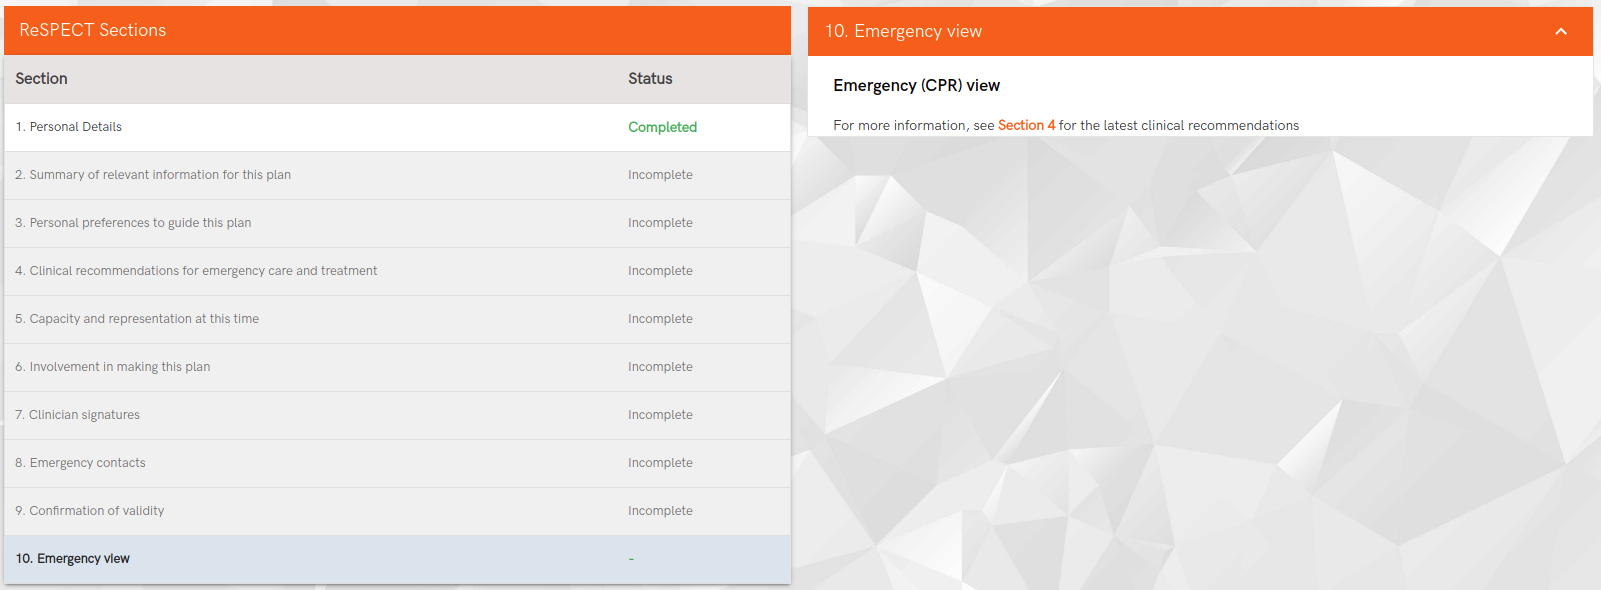 ReSPECT Sections
Section Status
1. Personal Details Completed
2. Summary of relevant information for this plan Incomplete
3. Personal preferences to guide this plan Incomplete
4. Clinical recommendations for emergency care and treatment Incomplete
5. Capacity and representation at this time Incomplete
6. Involvement in making this plan Incomplete
7. Clinician signatures Incomplete
8. Emergency contacts Incomplete
9. Confirmation of validity Incomplete
10. Emergency view -
10. Emergency view
Emergency (CPR) view
For more information, see Section 4 for the latest clinical recommendations